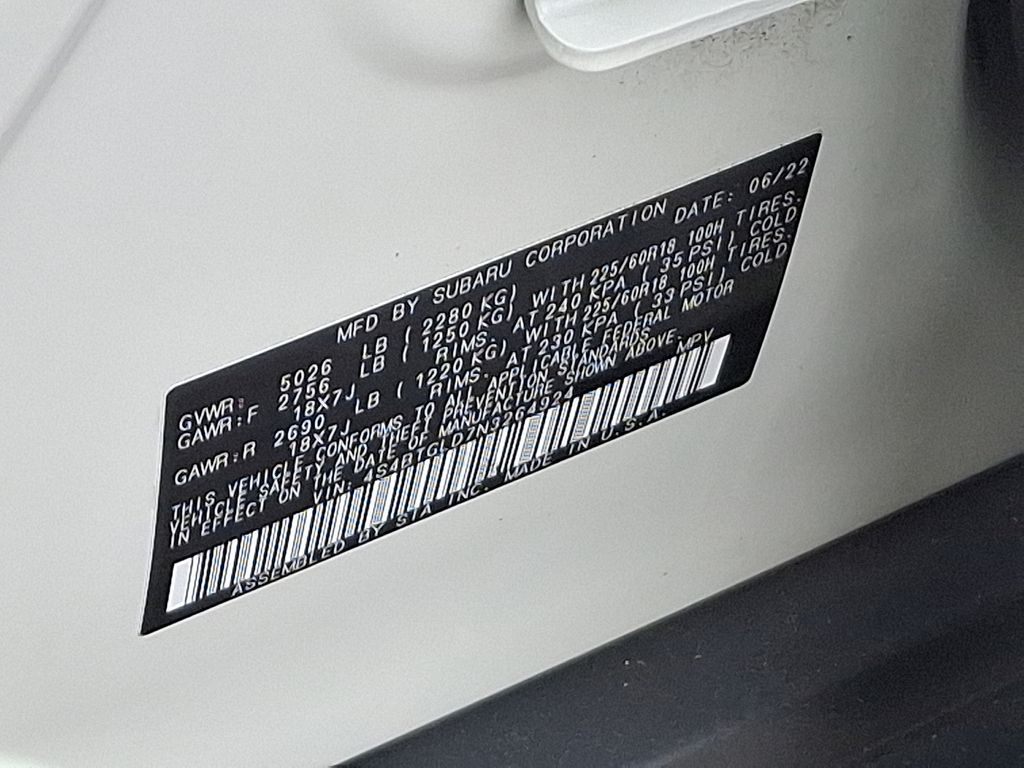 MFD BY SUBARU CORPORATION DATE: 06/22
GVWR: 5026 LB ( 2280 KG)
GAWR:F 2756 LB ( 1250 KG) WITH 225/60R18 100H TIRES.
18X7J RIMS. AT 240 KPA ( 35 PSI) COLD
GAWR:R 2690 LB ( 1220 KG) WITH 225/60R18 100H TIRES.
18X7J RIMS. AT 230 KPA ( 33 PSI) COLD
THIS VEHICLE CONFORMS TO ALL APPLICABLE FEDERAL MOTOR
VEHICLE SAFETY AND THEFT PREVENTION STANDARDS
IN EFFECT ON THE DATE OF MANUFACTURE SHOWN ABOVE.
VIN: 4S4BTGLD7N3264924 MPV
ASSEMBLED BY SIA INC. MADE IN U.S.A.